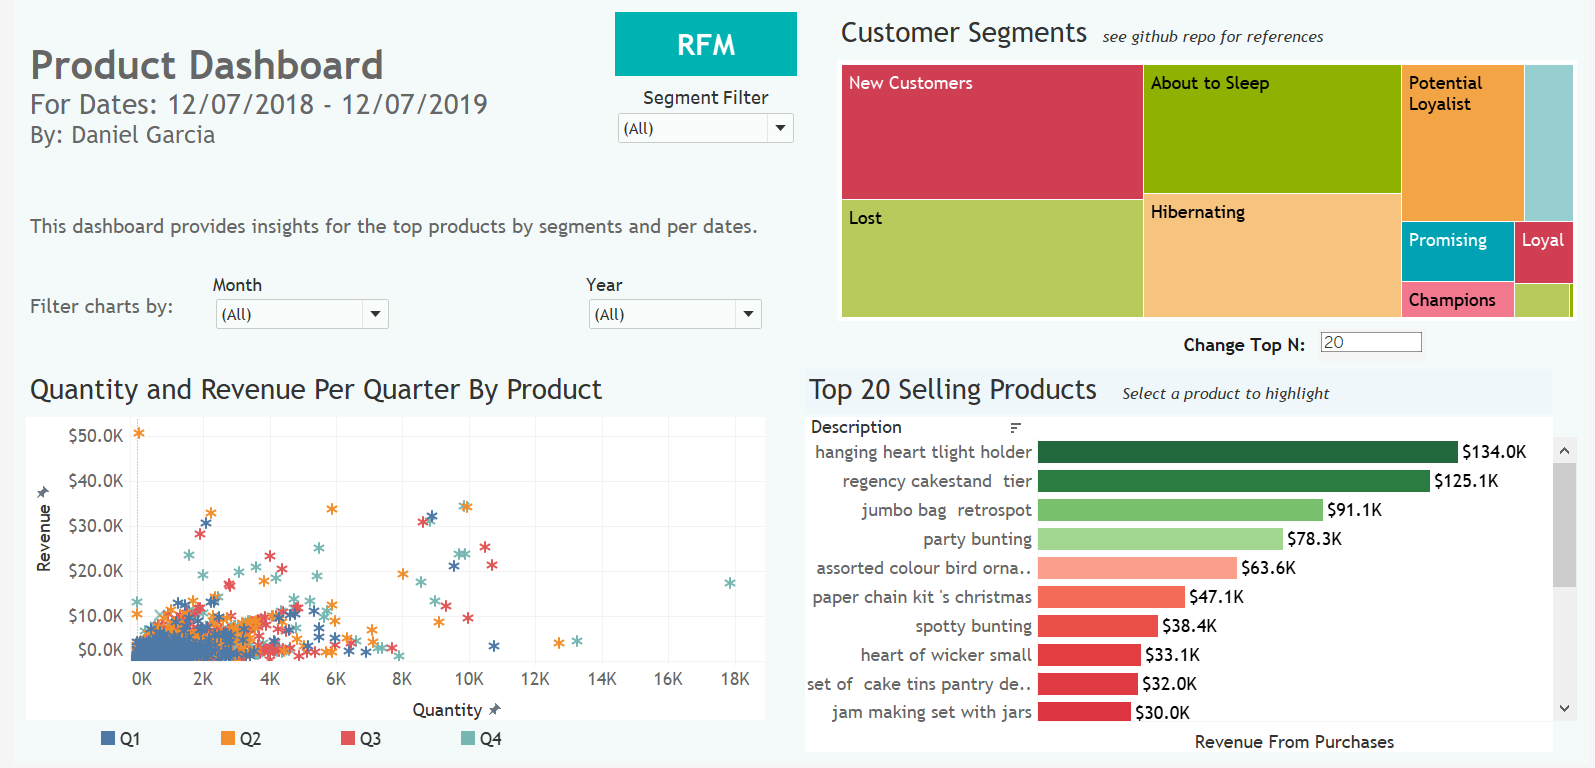 Product Dashboard
For Dates: 12/07/2018 - 12/07/2019
By: Daniel Garcia
RFM
Segment Filter
(All)
This dashboard provides insights for the top products by segments and per dates.
Filter charts by:
Month
(All)
Year
(All)
Customer Segments see github repo for references
New Customers
About to Sleep
Potential
Loyalist
Lost
Hibernating
Promising
Loyal
Champions
Change Top N: 20
Quantity and Revenue Per Quarter By Product
Revenue
$50.0K
$40.0K
$30.0K
$20.0K
$10.0K
$0.0K
0K 2K 4K 6K 8K 10K 12K 14K 16K 18K
Quantity
Q1 Q2 Q3 Q4
Top 20 Selling Products Select a product to highlight
Description
hanging heart tlight holder $134.0K
regency cakestand  tier $125.1K
jumbo bag  retrospot $91.1K
party bunting $78.3K
assorted colour bird orna.. $63.6K
paper chain kit 's christmas $47.1K
spotty bunting $38.4K
heart of wicker small $33.1K
set of  cake tins pantry de.. $32.0K
jam making set with jars $30.0K
Revenue From Purchases